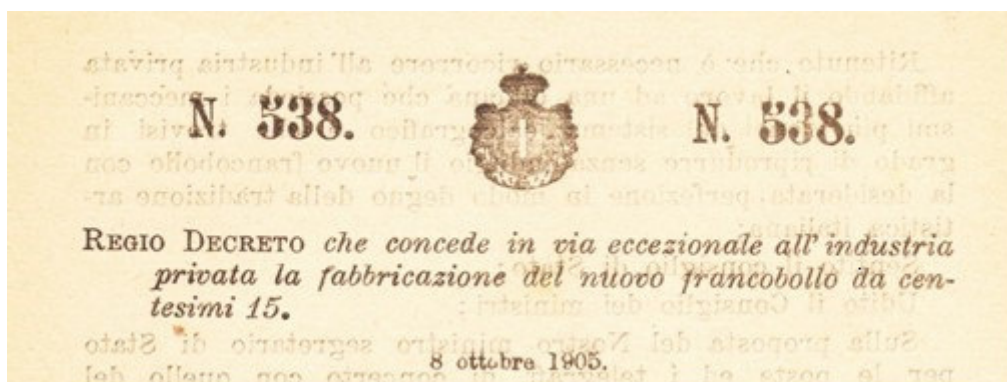 N. 538. N. 538.
REGIO DECRETO che concede in via eccezionale all'industria
privata la fabbricazione del nuovo francobollo da cen-
tesimi 15.
8 ottobre 1905.